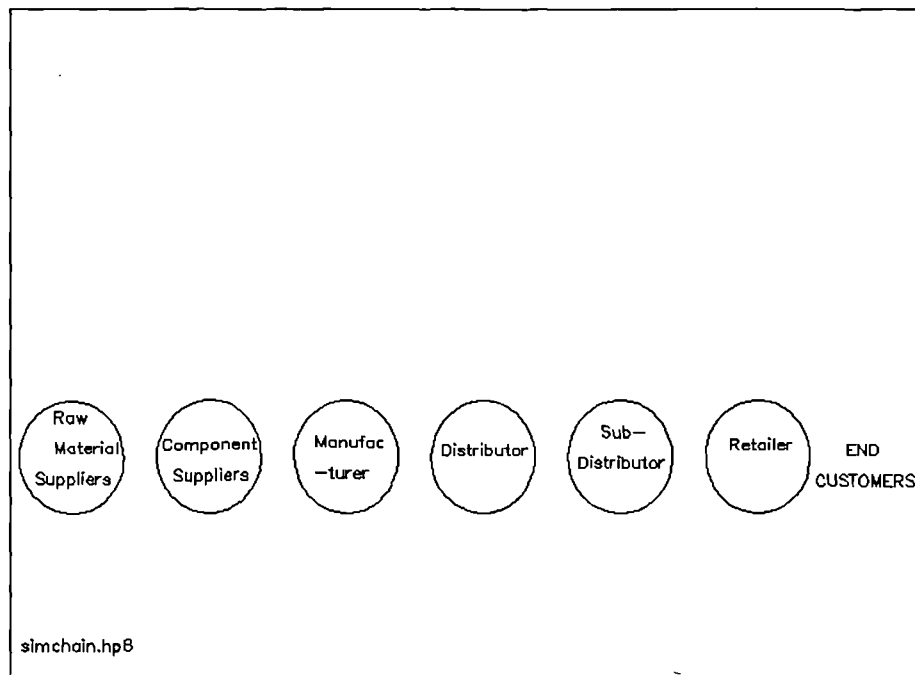 Raw
Material
Suppliers
Component
Suppliers
Manufac
-turer
Distributor
Sub-
Distributor
Retailer
END
CUSTOMERS
simchain.hp8